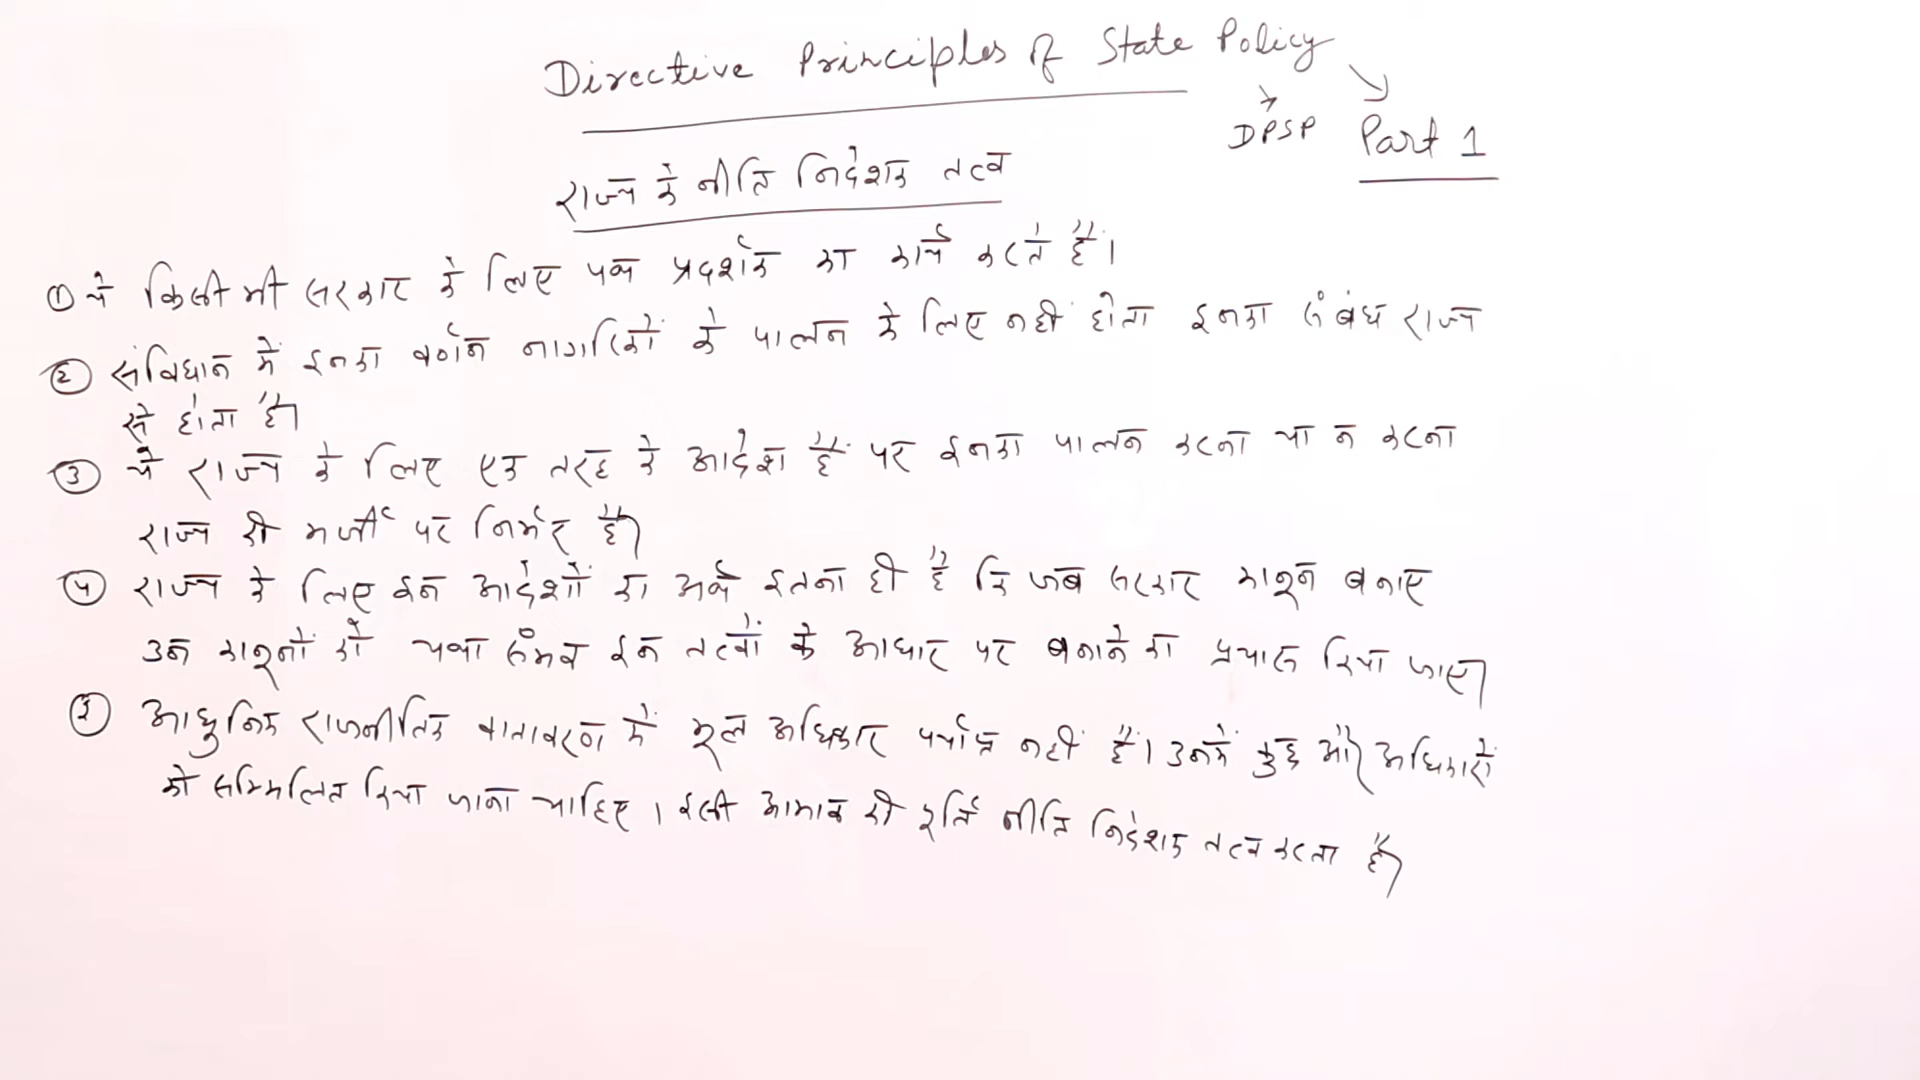 Directive Principles of State Policy
DPSP Part 1
राज्य के नीति निदेशक तत्व
① ये किसी भी सरकार के लिए पथ प्रदर्शक का कार्य करते हैं।
② संविधान में इनका वर्णन नागरिकों के पालन के लिए नहीं होता इनका संबंध राज्य
से होता है।
③ ये राज्य के लिए एक तरह के आदेश हैं पर इनका पालन करना या न करना
राज्य की मर्जी पर निर्भर है।
④ राज्य के लिए इन आदेशों का अर्थ इतना ही है कि जब सरकार कानून बनाए
उन कानूनों को यथा संभव इन तत्वों के आधार पर बनाने का प्रयास किया जाए।
⑤ आधुनिक राजनीतिक वातावरण में मूल अधिकार पर्याप्त नहीं हैं। उनमें कुछ और अधिकारों
को सम्मिलित किया जाना चाहिए। इसी आभाव की पूर्ति नीति निदेशक तत्व करता है।